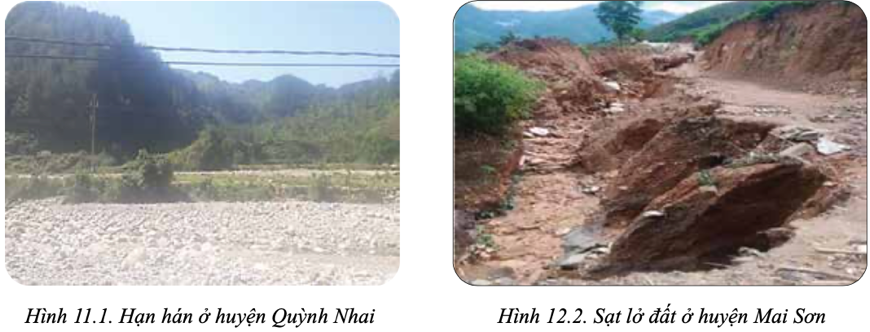 Hình 11.1. Hạn hán ở huyện Quỳnh Nhai
Hình 12.2. Sạt lở đất ở huyện Mai Sơn